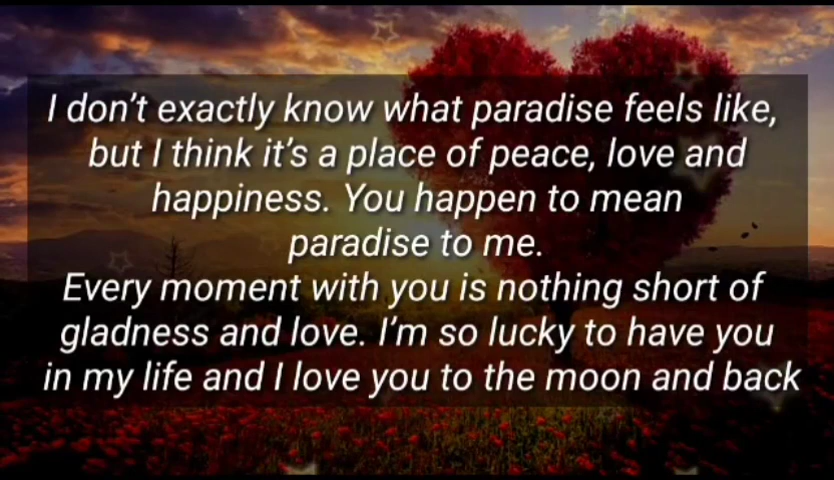 I don't exactly know what paradise feels like,
but I think it's a place of peace, love and
happiness. You happen to mean
paradise to me.
Every moment with you is nothing short of
gladness and love. I'm so lucky to have you
in my life and I love you to the moon and back